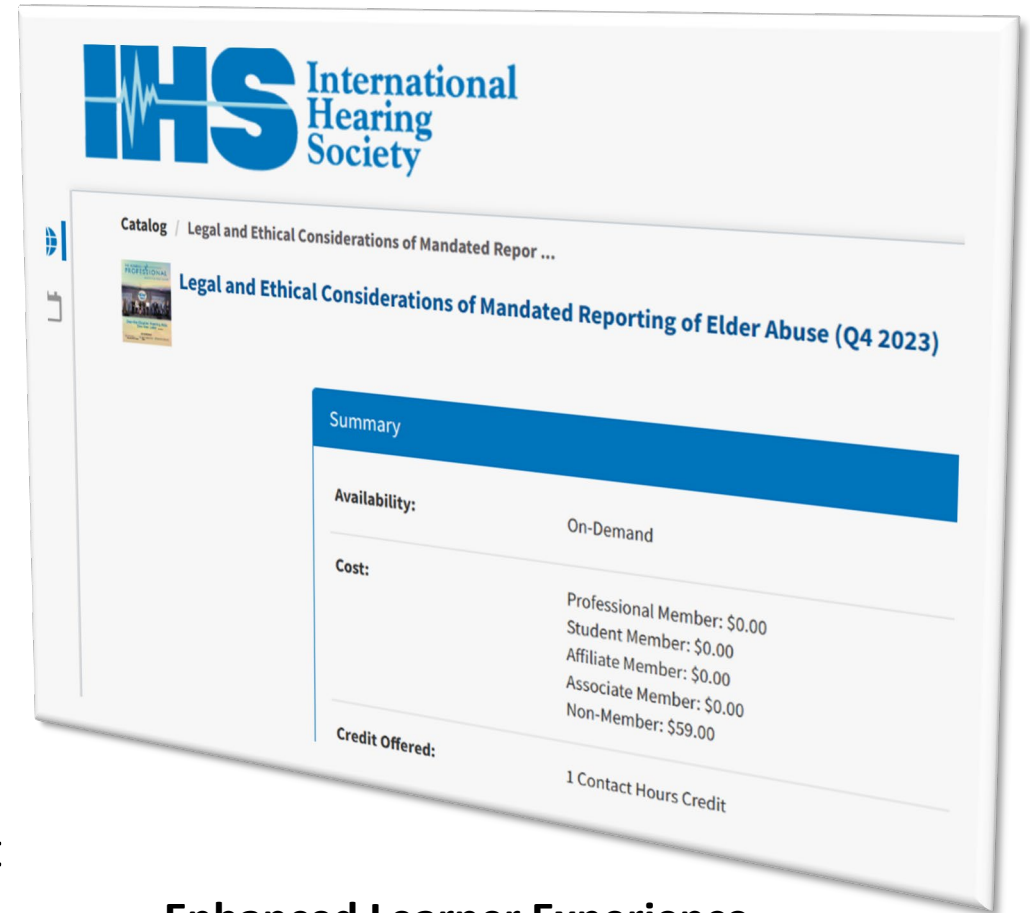 IHS International
Hearing
Society
Catalog / Legal and Ethical Considerations of Mandated Repor ...
PROFESSIONAL
Legal and Ethical Considerations of Mandated Reporting of Elder Abuse (Q4 2023)
Summary
Availability:
On-Demand
Cost:
Professional Member: $0.00
Student Member: $0.00
Affiliate Member: $0.00
Associate Member: $0.00
Non-Member: $59.00
Credit Offered:
1 Contact Hours Credit
Enhanced Learner Experience